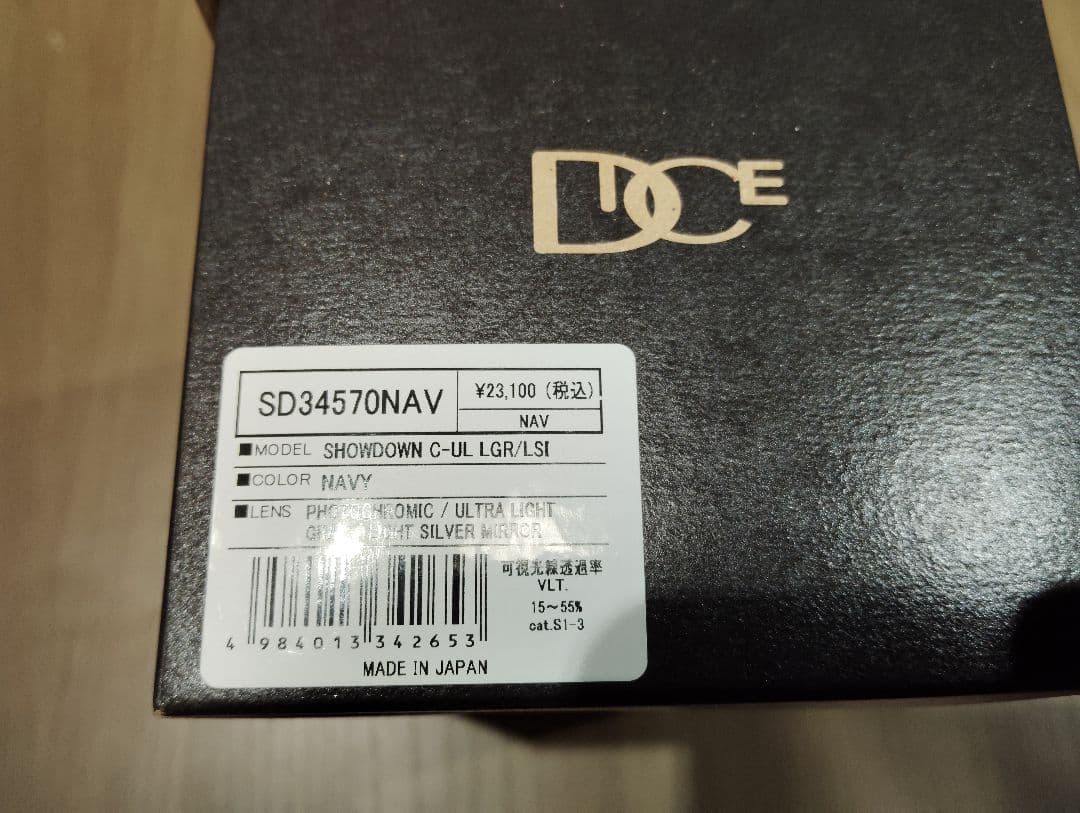 DICE
SD34570NAV
¥23,100 (税込)
NAV
MODEL SHOWDOWN C-UL LGR/LSI
COLOR NAVY
LENS PHOTOCHROMIC / ULTRA LIGHT
LIGHT SILVER MIRROR
可視光線透過率
VLT.
15～55%
cat.S1-3
4 984013 342653
MADE IN JAPAN